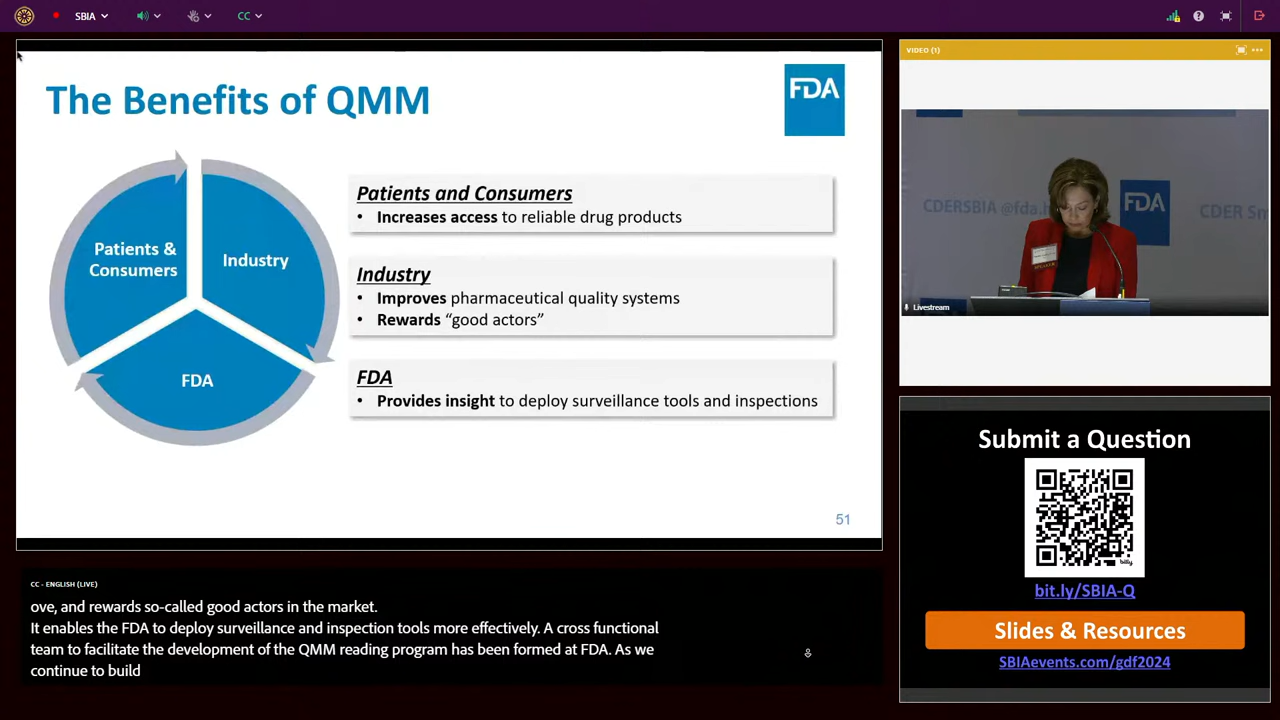 SBIA
CC
The Benefits of QMM
FDA
Patients &
Consumers
Industry
FDA
Patients and Consumers
• Increases access to reliable drug products
Industry
• Improves pharmaceutical quality systems
• Rewards “good actors”
FDA
• Provides insight to deploy surveillance tools and inspections
51
CC - ENGLISH (LIVE)
ove, and rewards so-called good actors in the market.
It enables the FDA to deploy surveillance and inspection tools more effectively. A cross functional
team to facilitate the development of the QMM reading program has been formed at FDA. As we
continue to build
VIDEO (1)
CDERSBIA @fda.h
FDA
CDER Sm
SPEAKER
Livestream
Submit a Question
bitly
bit.ly/SBIA-Q
Slides & Resources
SBIAevents.com/gdf2024